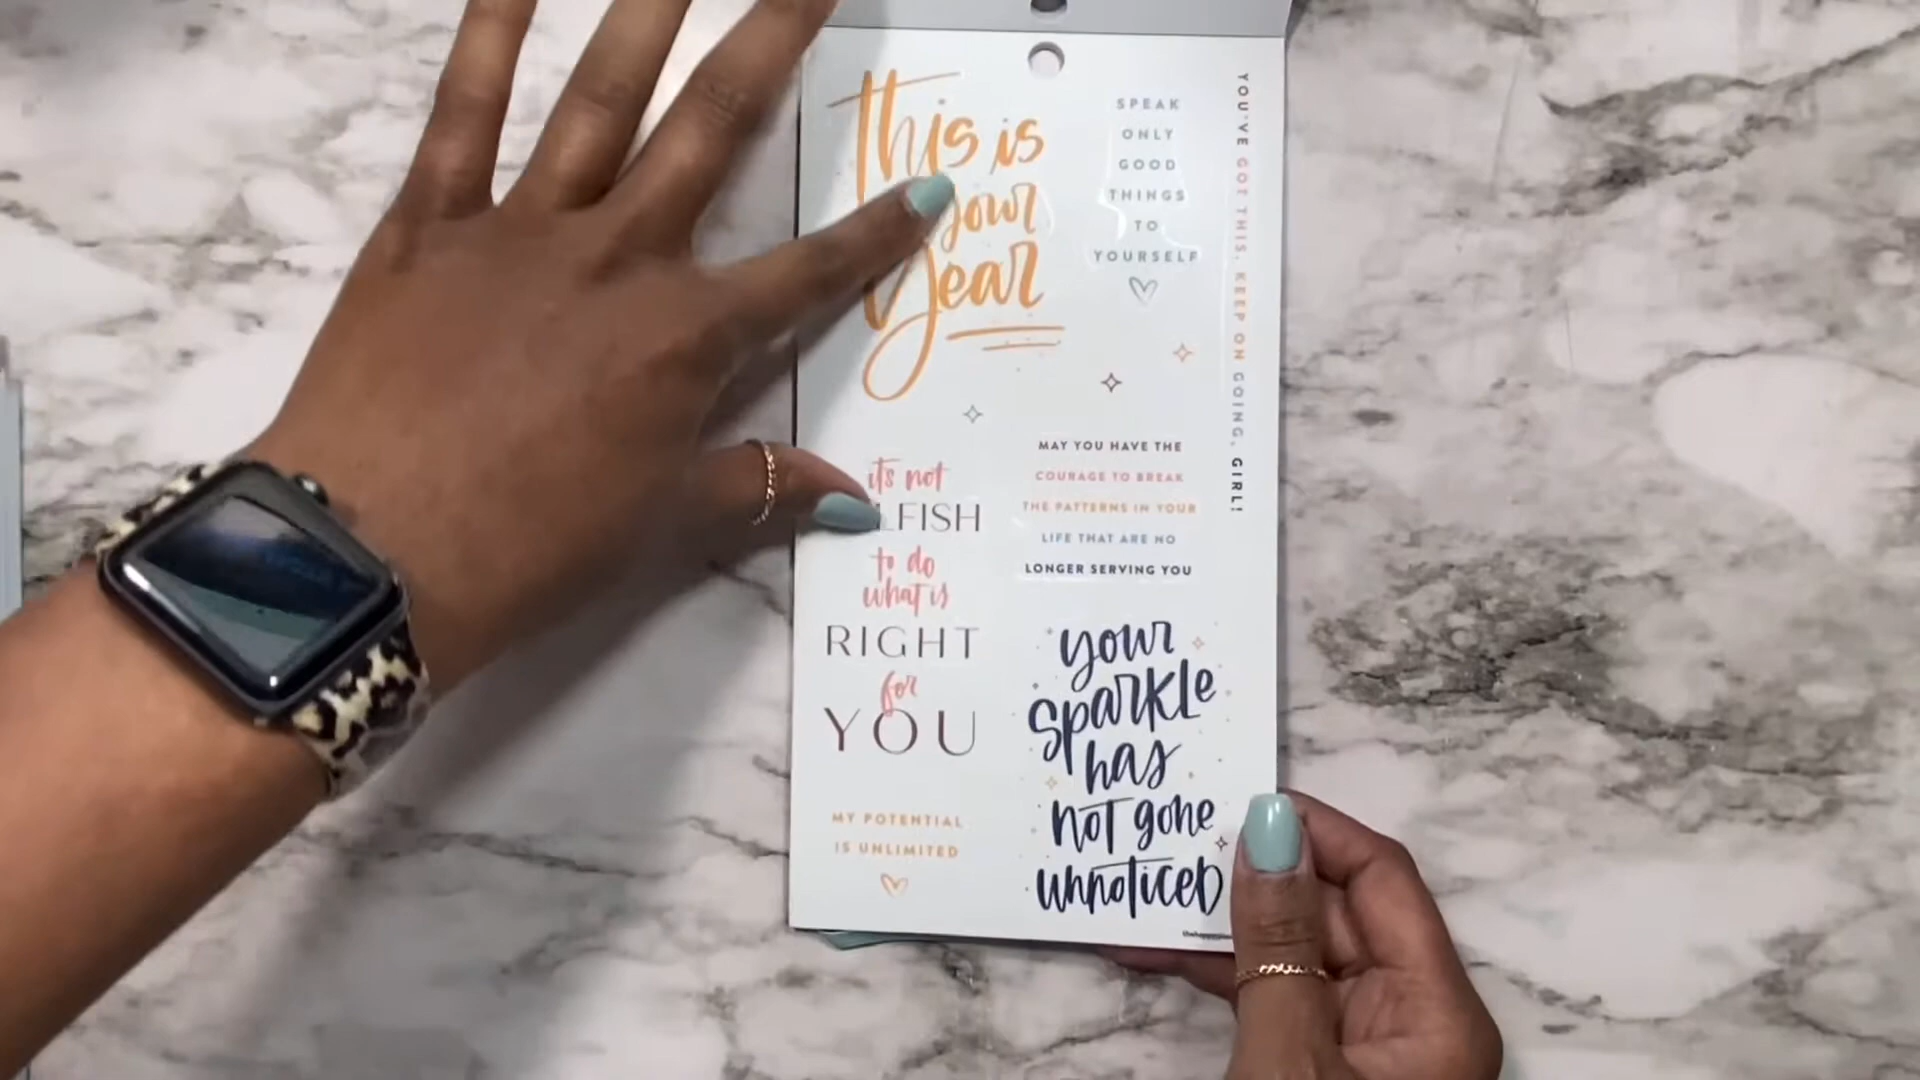 this is
your
year
SPEAK
ONLY
GOOD
THINGS
TO
YOURSELF
YOU'VE GOT THIS. KEEP ON GOING, GIRL!
it's not
LFISH
to do
what is
RIGHT
for
YOU
MAY YOU HAVE THE
COURAGE TO BREAK
THE PATTERNS IN YOUR
LIFE THAT ARE NO
LONGER SERVING YOU
MY POTENTIAL
IS UNLIMITED
your
sparkle
has
not gone
unnoticed